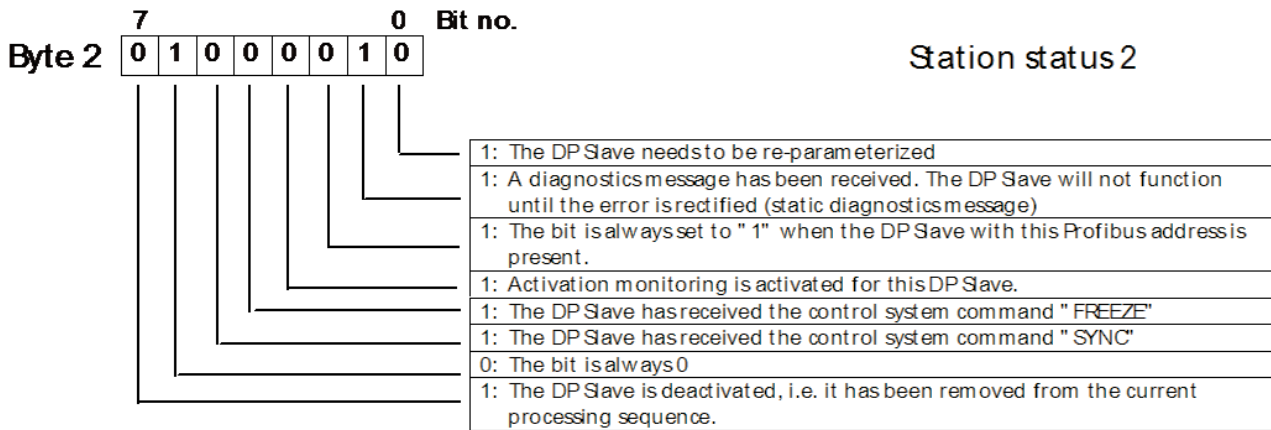 7 0 Bit no.
Byte 2 0 1 0 0 0 0 1 0
Station status 2
1: The DP Slave needs to be re-parameterized
1: A diagnostics message has been received. The DP Slave will not function
until the error is rectified (static diagnostics message)
1: The bit is always set to "1" when the DP Slave with this Profibus address is
present.
1: Activation monitoring is activated for this DP Slave.
1: The DP Slave has received the control system command "FREEZE"
1: The DP Slave has received the control system command "SYNC"
0: The bit is always 0
1: The DP Slave is deactivated, i.e. it has been removed from the current
processing sequence.